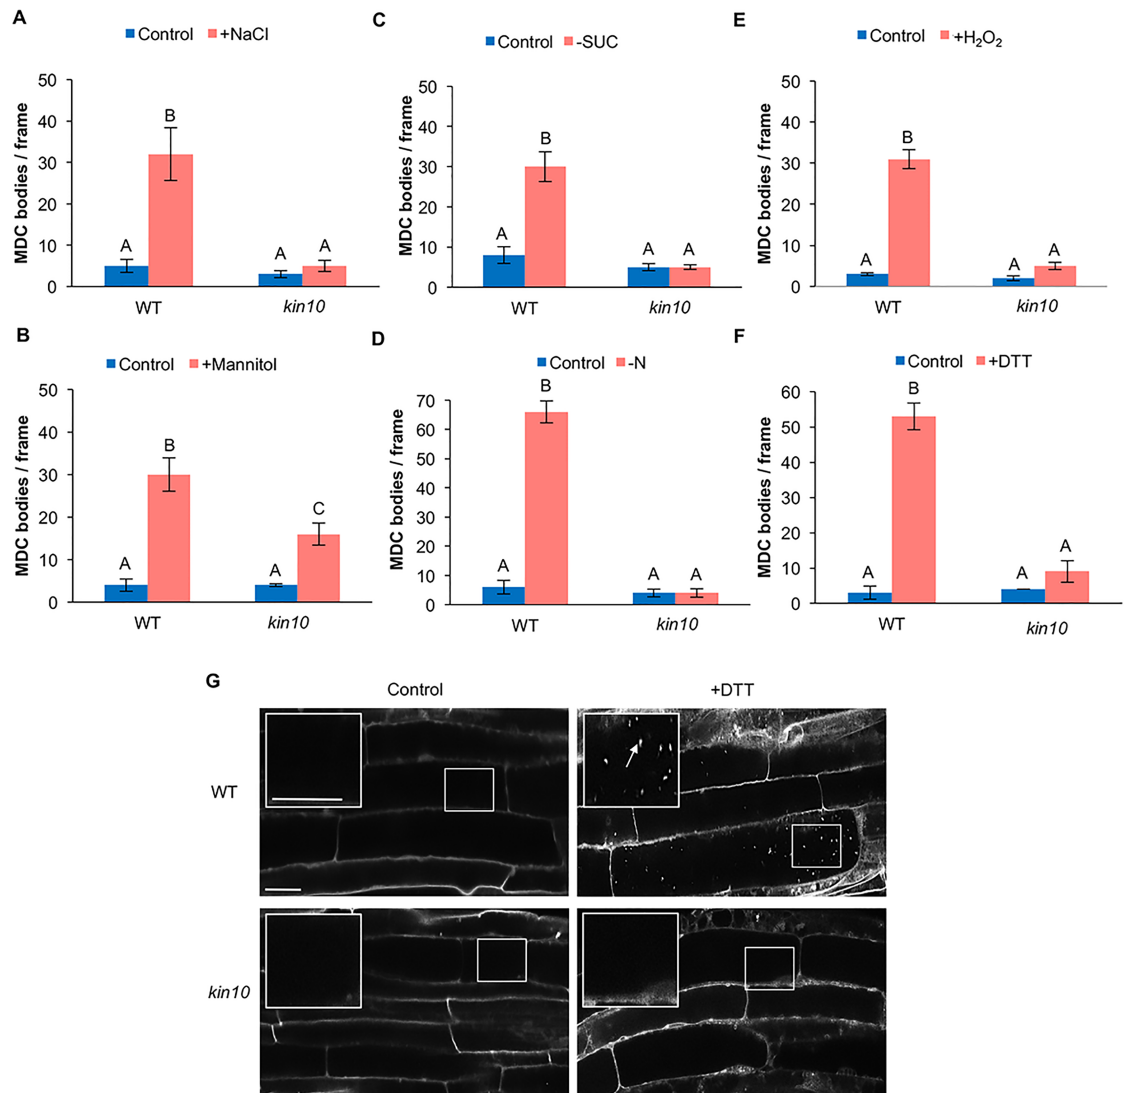 A
Control +NaCl
MDC bodies / frame
50
40
30
20
10
0
A
B
A
A
WT
kin10
B
Control +Mannitol
MDC bodies / frame
50
40
30
20
10
0
A
B
A
C
WT
kin10
C
Control -SUC
MDC bodies / frame
50
40
30
20
10
0
A
B
A
A
WT
kin10
D
Control -N
MDC bodies / frame
70
60
50
40
30
20
10
0
A
B
A
A
WT
kin10
E
Control +H₂O₂
MDC bodies / frame
50
40
30
20
10
0
A
B
A
A
WT
kin10
F
Control +DTT
MDC bodies / frame
60
50
40
30
20
10
0
A
B
A
A
WT
kin10
G
Control +DTT
WT
kin10